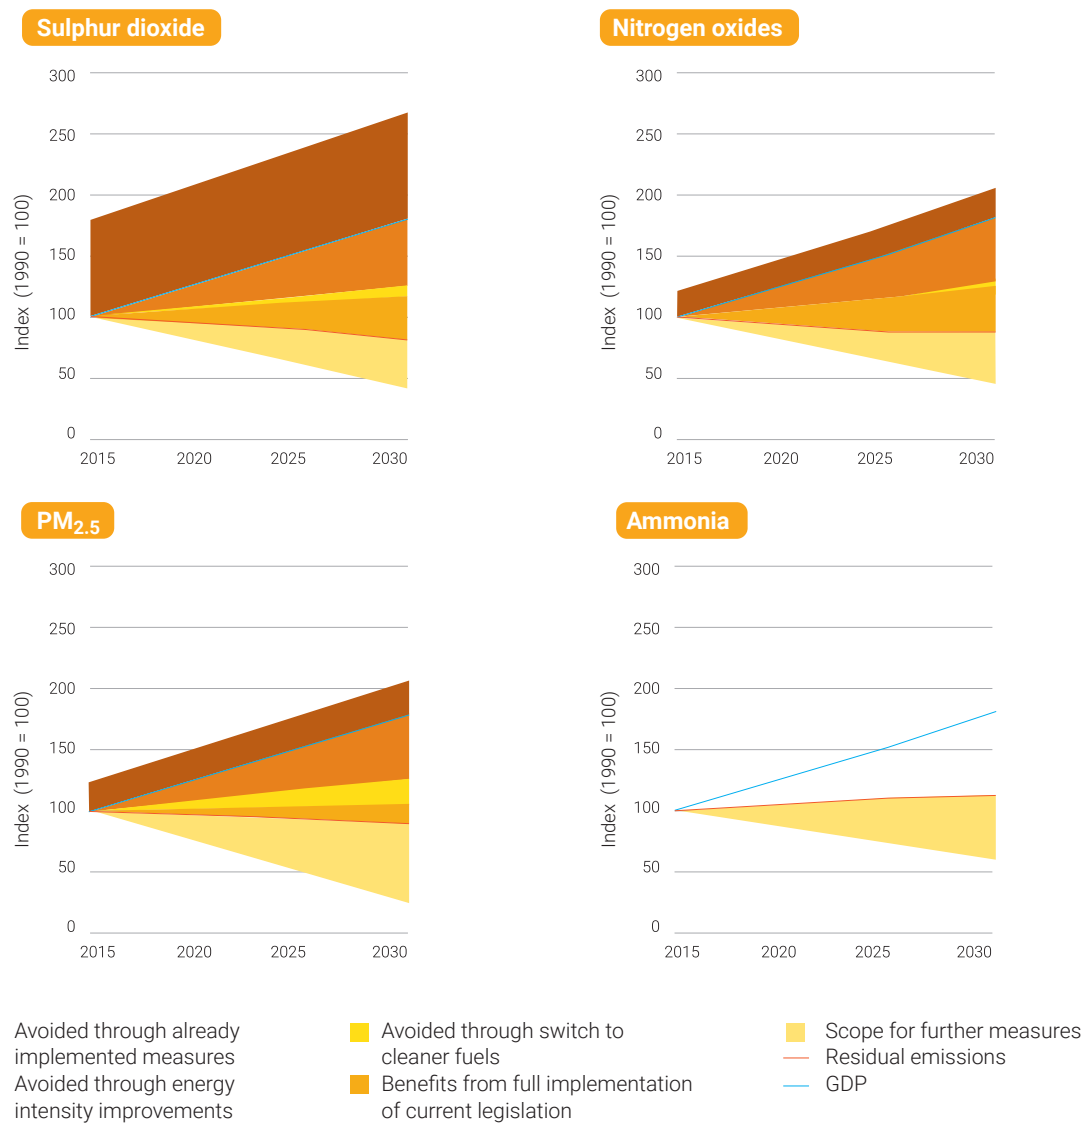 Sulphur dioxide
300
250
200
150
100
50
0
Index (1990 = 100)
2015 2020 2025 2030
Nitrogen oxides
300
250
200
150
100
50
0
Index (1990 = 100)
2015 2020 2025 2030
PM2.5
300
250
200
150
100
50
0
Index (1990 = 100)
2015 2020 2025 2030
Ammonia
300
250
200
150
100
50
0
Index (1990 = 100)
2015 2020 2025 2030
Avoided through already
implemented measures
Avoided through energy
intensity improvements
Avoided through switch to
cleaner fuels
Benefits from full implementation
of current legislation
Scope for further measures
Residual emissions
GDP